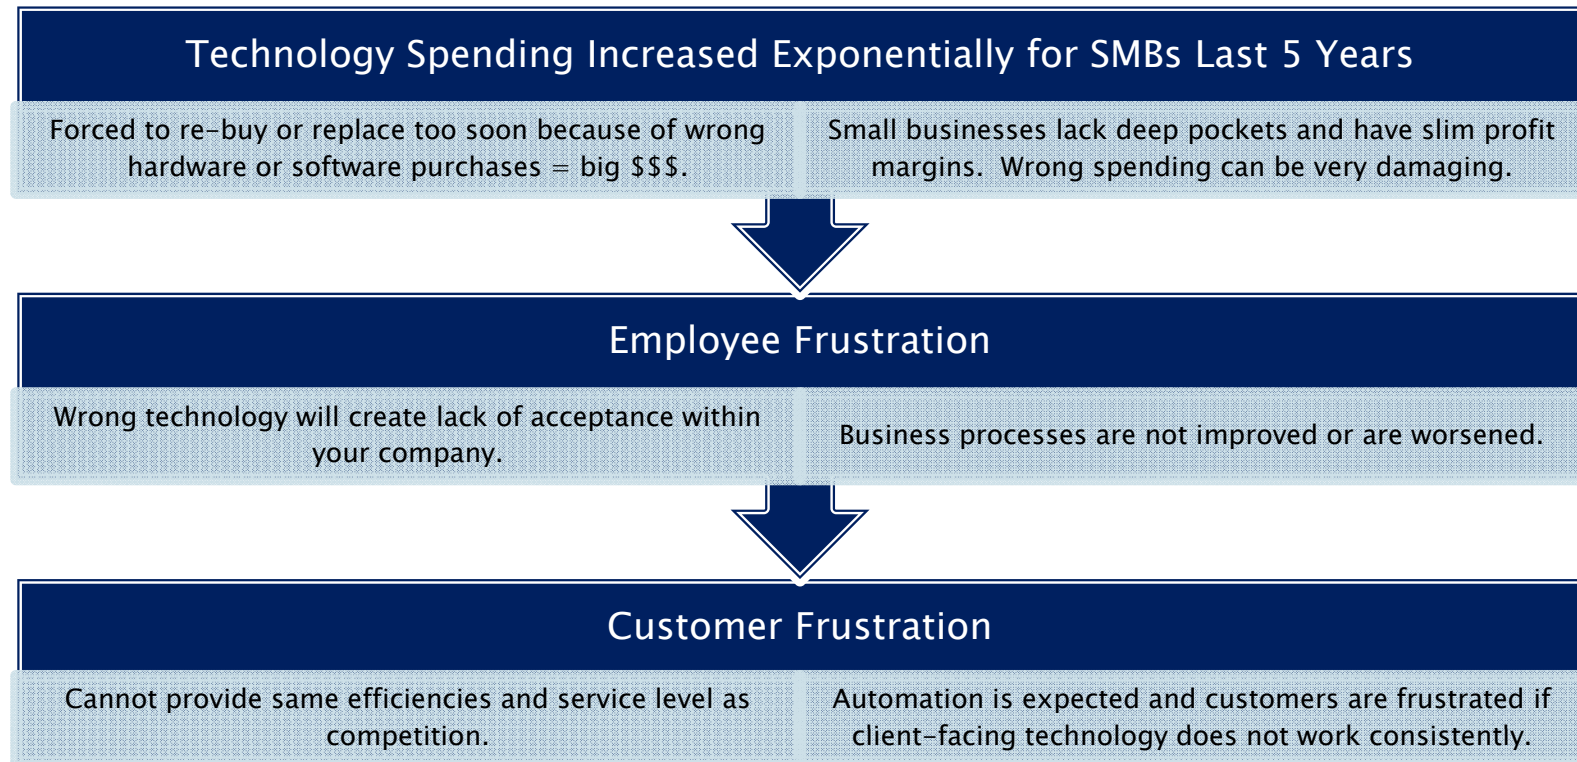 Technology Spending Increased Exponentially for SMBs Last 5 Years
Forced to re-buy or replace too soon because of wrong
hardware or software purchases = big $$$.
Small businesses lack deep pockets and have slim profit
margins.  Wrong spending can be very damaging.
Employee Frustration
Wrong technology will create lack of acceptance within
your company.
Business processes are not improved or are worsened.
Customer Frustration
Cannot provide same efficiencies and service level as
competition.
Automation is expected and customers are frustrated if
client-facing technology does not work consistently.